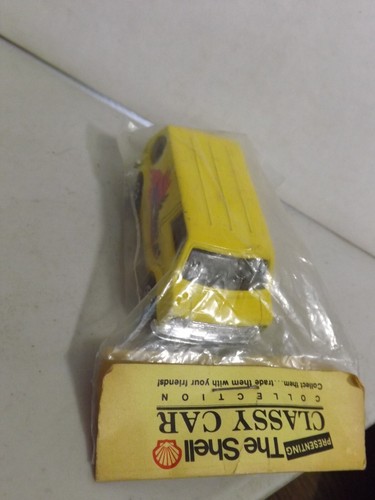 PRESENTING
The Shell
CLASSY CAR
COLLECTION
Collect them ... trade them with your friends!